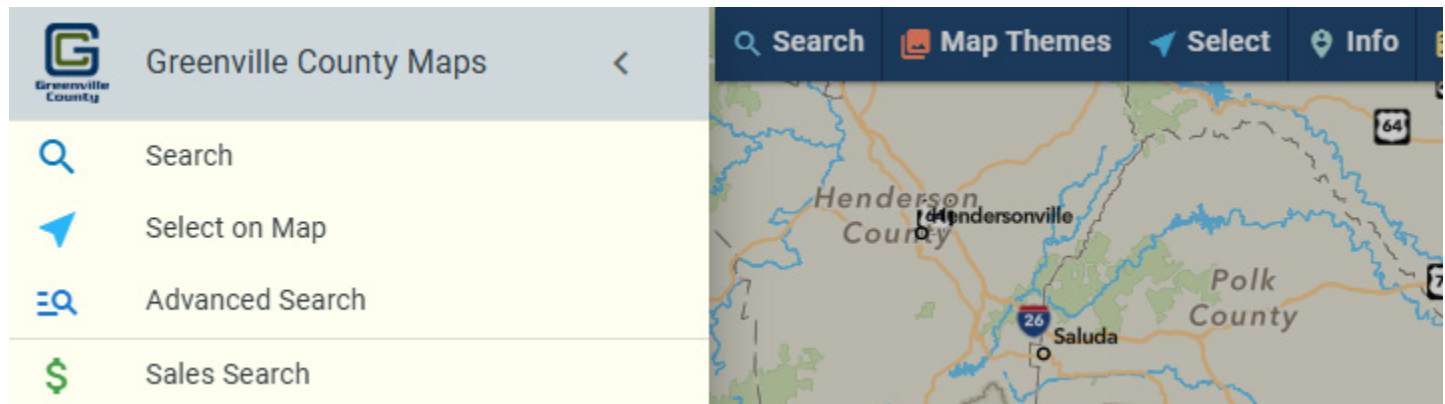 Greenville
County
Greenville County Maps
Search
Select on Map
Advanced Search
Sales Search
Search
Map Themes
Select
Info
64
Henderson
County
Hendersonville
Polk
County
26
Saluda